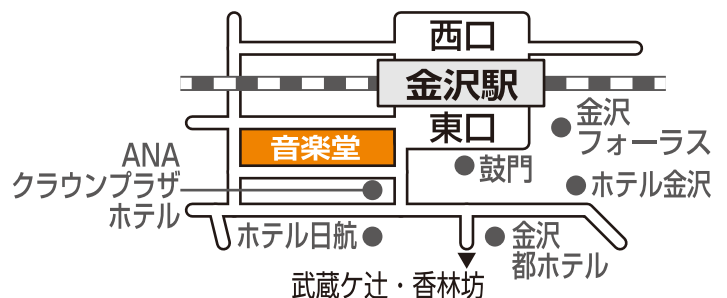 西口
金沢駅
東口
金沢
フォーラス
音楽堂
ANA
クラウンプラザ
ホテル
鼓門
ホテル金沢
ホテル日航
金沢
都ホテル
武蔵ケ辻・香林坊